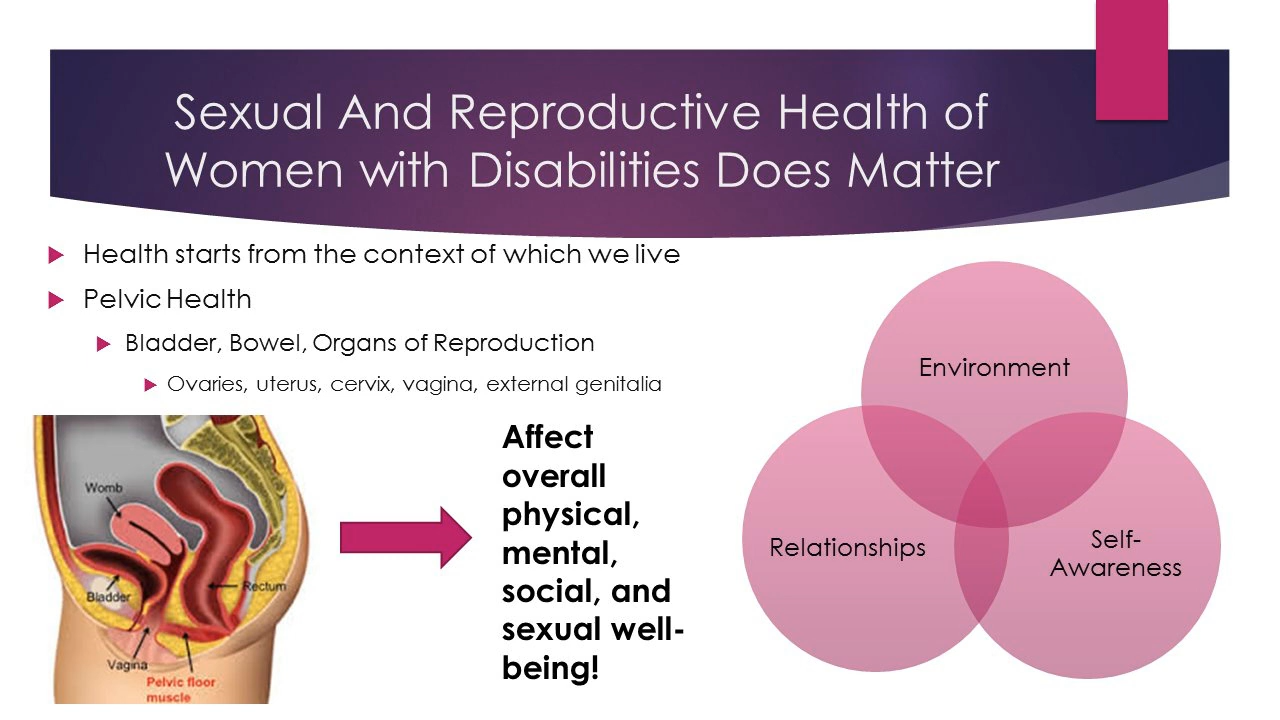 Sexual And Reproductive Health of
Women with Disabilities Does Matter
Health starts from the context of which we live
Pelvic Health
Bladder, Bowel, Organs of Reproduction
Ovaries, uterus, cervix, vagina, external genitalia
Womb
Bladder
Rectum
Vagina
Pelvic floor
muscle
Affect
overall
physical,
mental,
social, and
sexual well-
being!
Environment
Relationships
Self-
Awareness